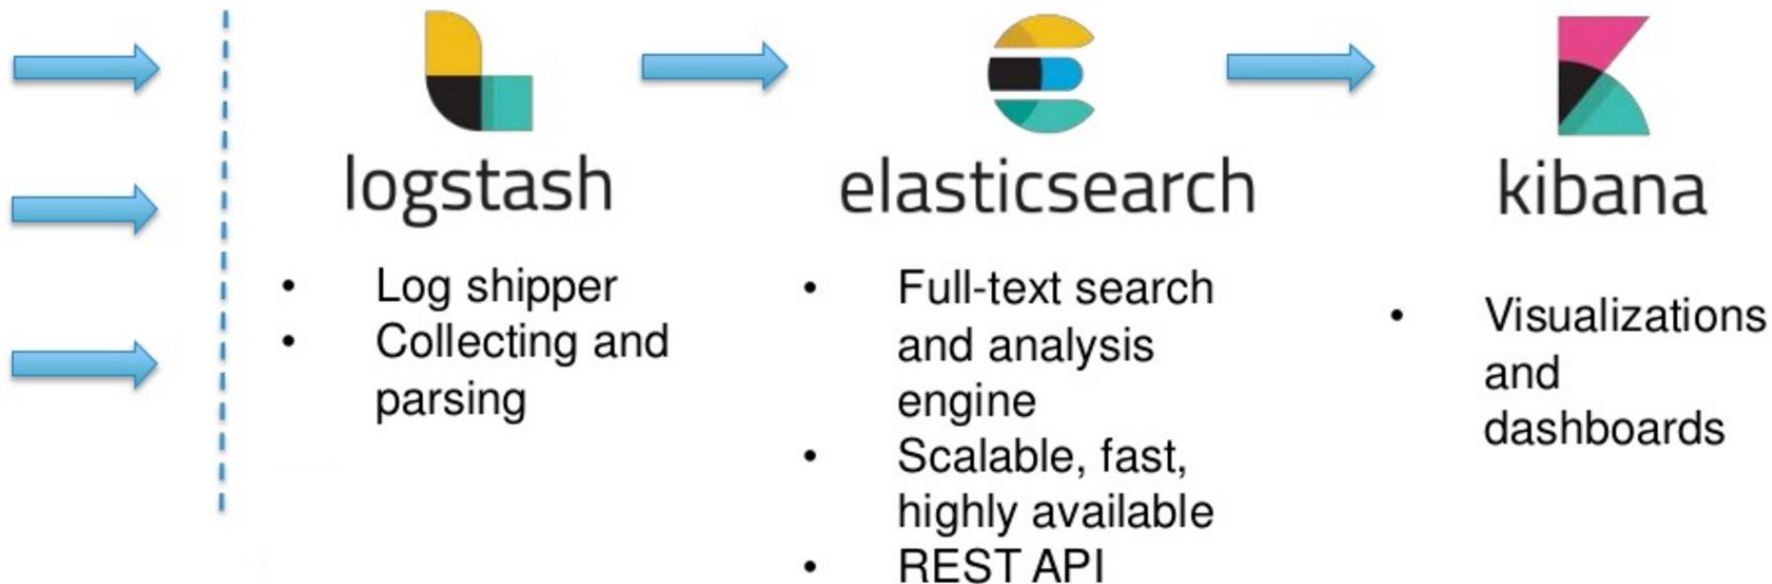 logstash
elasticsearch
kibana
• Log shipper
• Collecting and
parsing
• Full-text search
and analysis
engine
• Scalable, fast,
highly available
• REST API
• Visualizations
and
dashboards